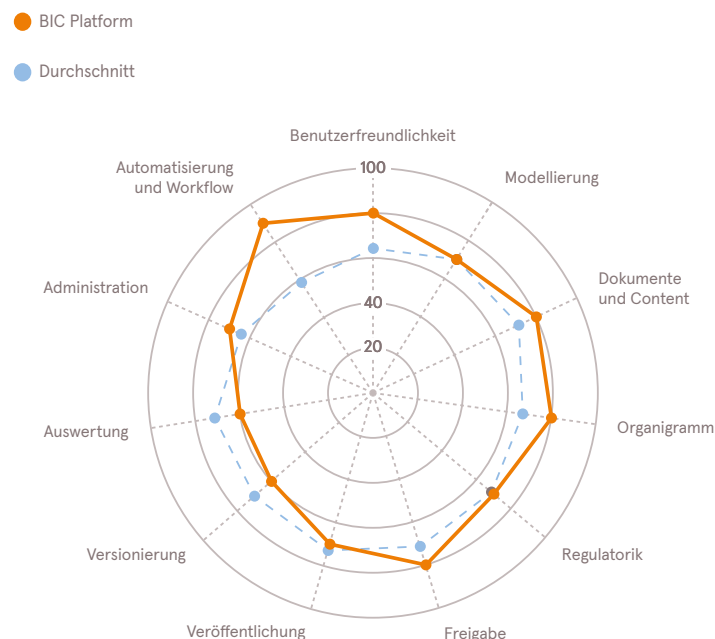 BIC Platform
Durchschnitt
Benutzerfreundlichkeit
Automatisierung
und Workflow
100
Modellierung
Administration
Dokumente
und Content
40
20
Auswertung
Organigramm
Versionierung
Regulatorik
Veröffentlichung
Freigabe